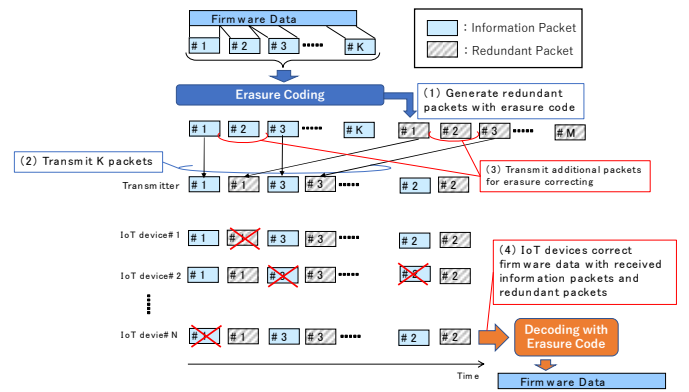 Firmware Data
: Information Packet
: Redundant Packet
#1 #2 #3 ••••• #K
Erasure Coding
(1) Generate redundant
packets with erasure code
#1 #2 #3 ••••• #K #1 #2 #3 ••••• #M
(2) Transmit K packets
(3) Transmit additional packets
for erasure correcting
Transmitter #1 #1 #3 #3 ••••• #2 #2
IoT device#1 #1 #1 #3 #3 ••••• #2 #2
IoT device#2 #1 #1 #3 #3 ••••• #2 #2
(4) IoT devices correct
firmware data with received
information packets and
redundant packets
IoT devie#N #1 #1 #3 #3 ••••• #2 #2
Decoding with
Erasure Code
Time
Firmware Data